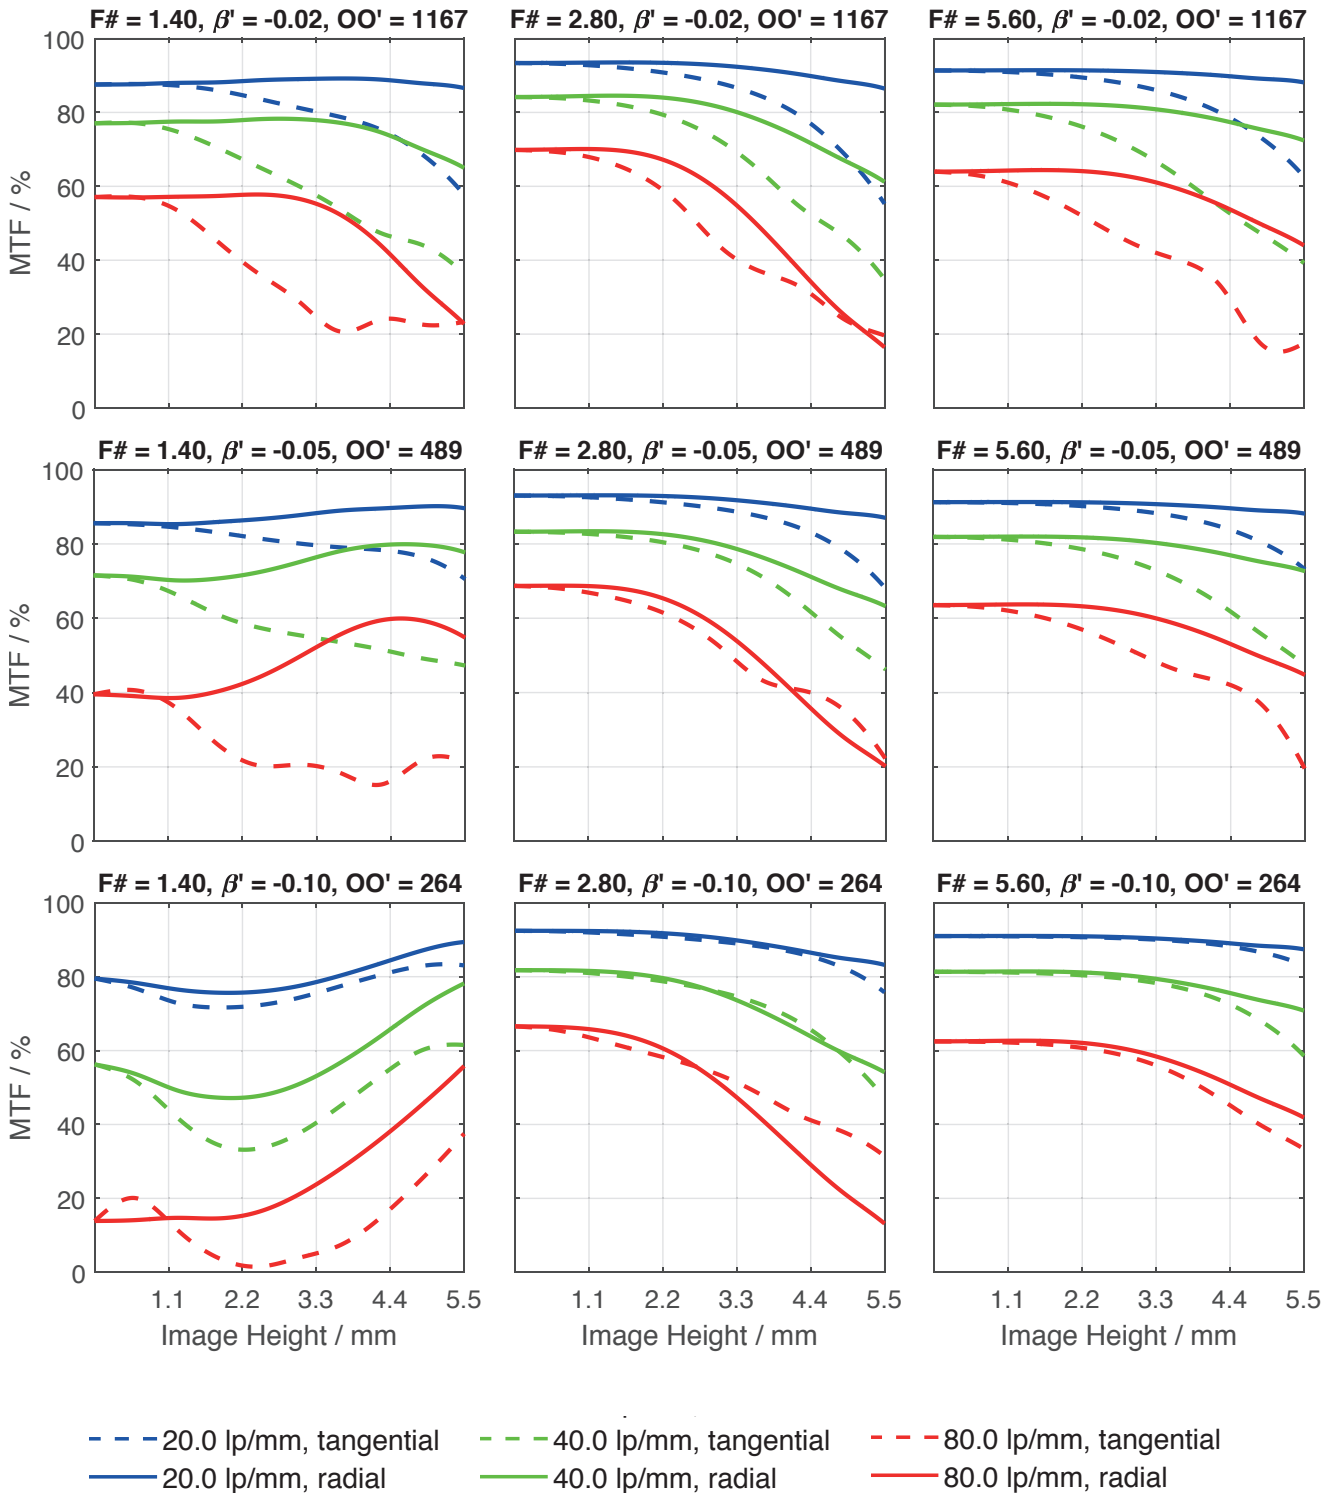 F# = 1.40, β' = -0.02, OO' = 1167
F# = 2.80, β' = -0.02, OO' = 1167
F# = 5.60, β' = -0.02, OO' = 1167
100
80
60
40
20
0
MTF / %
F# = 1.40, β' = -0.05, OO' = 489
F# = 2.80, β' = -0.05, OO' = 489
F# = 5.60, β' = -0.05, OO' = 489
100
80
60
40
20
0
MTF / %
F# = 1.40, β' = -0.10, OO' = 264
F# = 2.80, β' = -0.10, OO' = 264
F# = 5.60, β' = -0.10, OO' = 264
100
80
60
40
20
0
MTF / %
1.1 2.2 3.3 4.4 5.5
1.1 2.2 3.3 4.4 5.5
1.1 2.2 3.3 4.4 5.5
Image Height / mm
Image Height / mm
Image Height / mm
20.0 lp/mm, tangential
40.0 lp/mm, tangential
80.0 lp/mm, tangential
20.0 lp/mm, radial
40.0 lp/mm, radial
80.0 lp/mm, radial